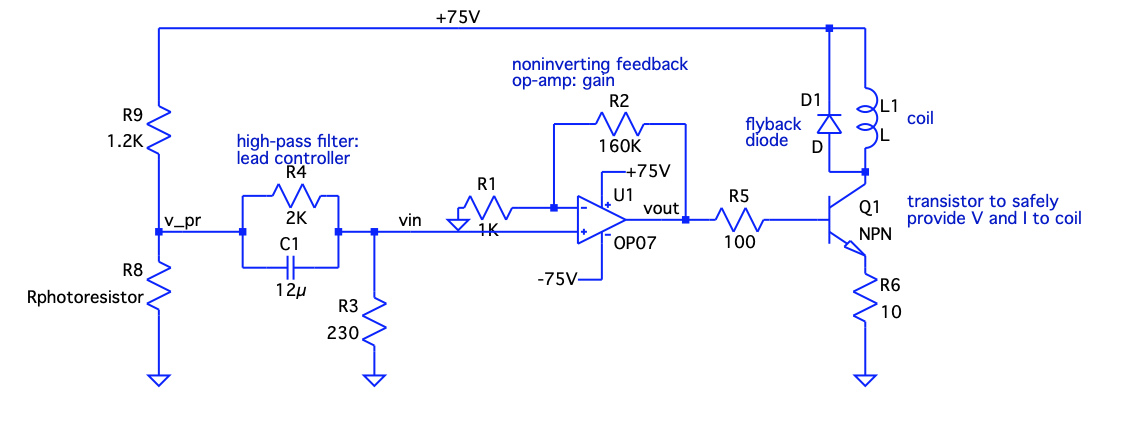 +75V
noninverting feedback
op-amp: gain
R2
160K
R9
1.2K
high-pass filter:
lead controller
R4
2K
C1
12µ
D1
D
flyback
diode
L1
L
coil
+75V
U1
OP07
-75V
R1
1K
v_pr
vin
vout
R5
100
Q1
NPN
transistor to safely
provide V and I to coil
R8
Rphotoresistor
R3
230
R6
10